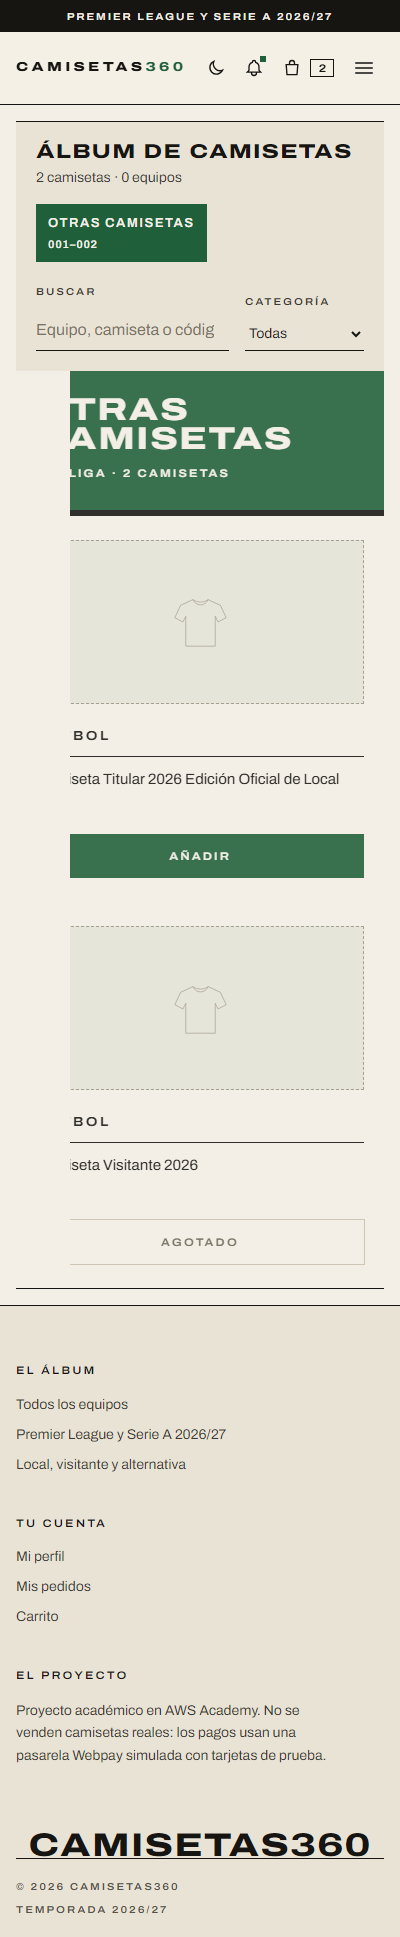 PREMIER LEAGUE Y SERIE A 2026/27
CAMISETAS360
2
ÁLBUM DE CAMISETAS
2 camisetas · 0 equipos
OTRAS CAMISETAS
001–002
BUSCAR
CATEGORÍA
Equipo, camiseta o códig
Todas
TRAS
AMISETAS
LIGA · 2 CAMISETAS
BOL
iseta Titular 2026 Edición Oficial de Local
AÑADIR
BOL
iseta Visitante 2026
AGOTADO
EL ÁLBUM
Todos los equipos
Premier League y Serie A 2026/27
Local, visitante y alternativa
TU CUENTA
Mi perfil
Mis pedidos
Carrito
EL PROYECTO
Proyecto académico en AWS Academy. No se
venden camisetas reales: los pagos usan una
pasarela Webpay simulada con tarjetas de prueba.
CAMISETAS360
© 2026 CAMISETAS360
TEMPORADA 2026/27